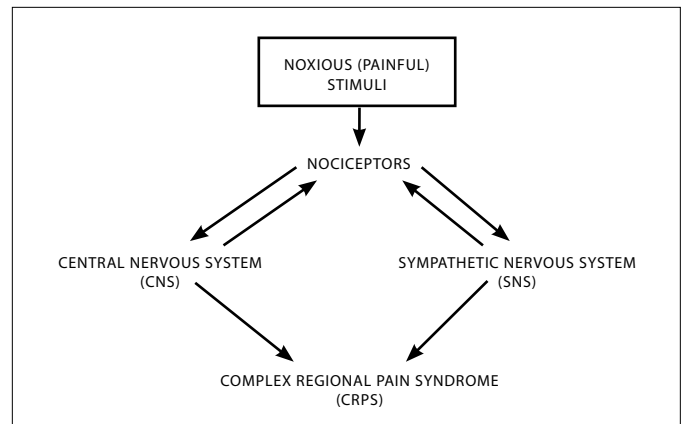 NOXIOUS (PAINFUL)
STIMULI
NOCICEPTORS
CENTRAL NERVOUS SYSTEM
(CNS)
SYMPATHETIC NERVOUS SYSTEM
(SNS)
COMPLEX REGIONAL PAIN SYNDROME
(CRPS)